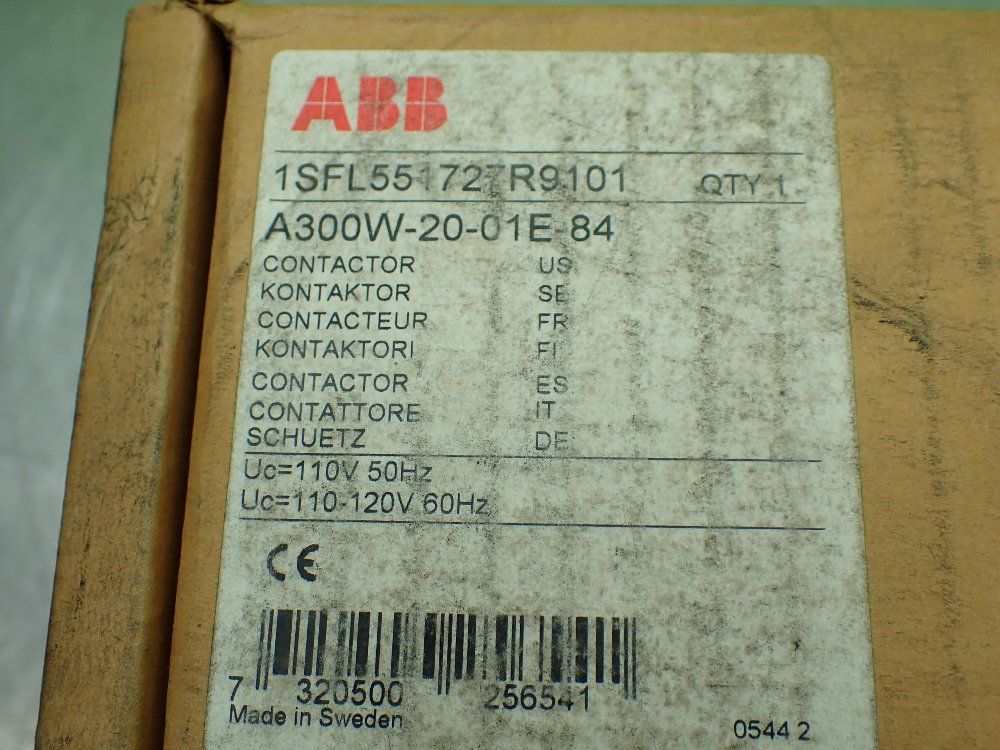 ABB
1SFL551727R9101 QTY 1
A300W-20-01E-84
CONTACTOR US
KONTAKTOR SE
CONTACTEUR FR
KONTAKTORI FI
CONTACTOR ES
CONTATTORE IT
SCHUETZ DE
Uc=110V 50Hz
Uc=110-120V 60Hz
CE
7 320500 256541
Made in Sweden
0544 2